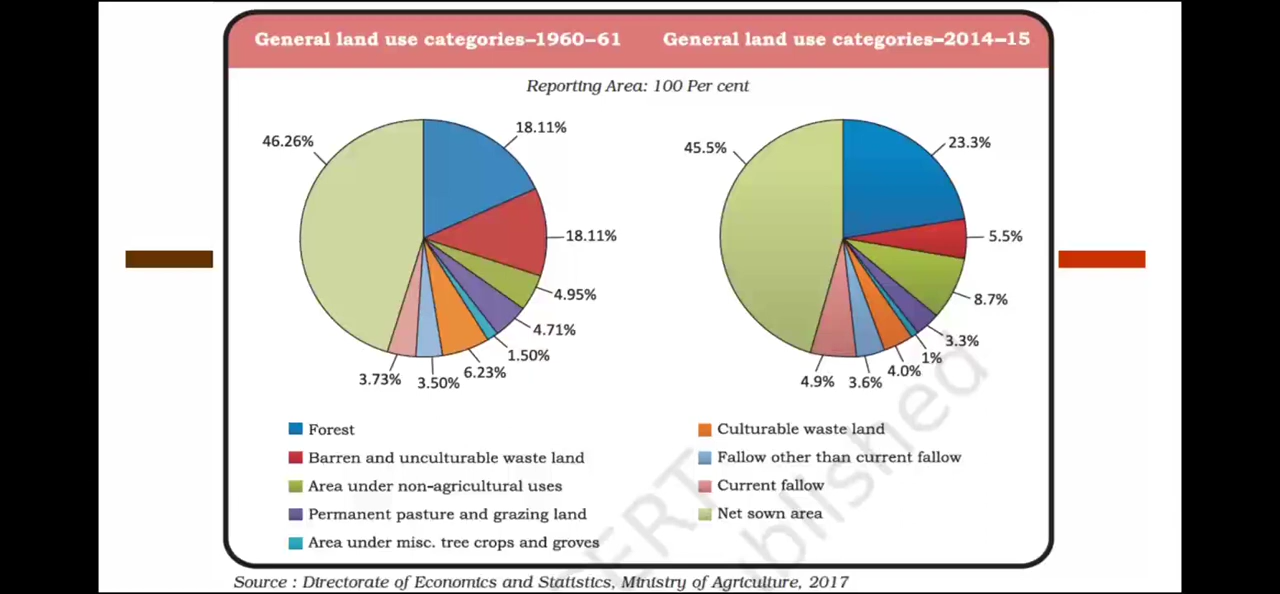 General land use categories–1960–61
General land use categories–2014–15
Reporting Area: 100 Per cent
46.26%
18.11%
18.11%
4.95%
4.71%
1.50%
6.23%
3.50%
3.73%
45.5%
23.3%
5.5%
8.7%
3.3%
1%
4.0%
3.6%
4.9%
Forest
Barren and unculturable waste land
Area under non-agricultural uses
Permanent pasture and grazing land
Area under misc. tree crops and groves
Culturable waste land
Fallow other than current fallow
Current fallow
Net sown area
Source : Directorate of Economics and Statistics, Ministry of Agriculture, 2017